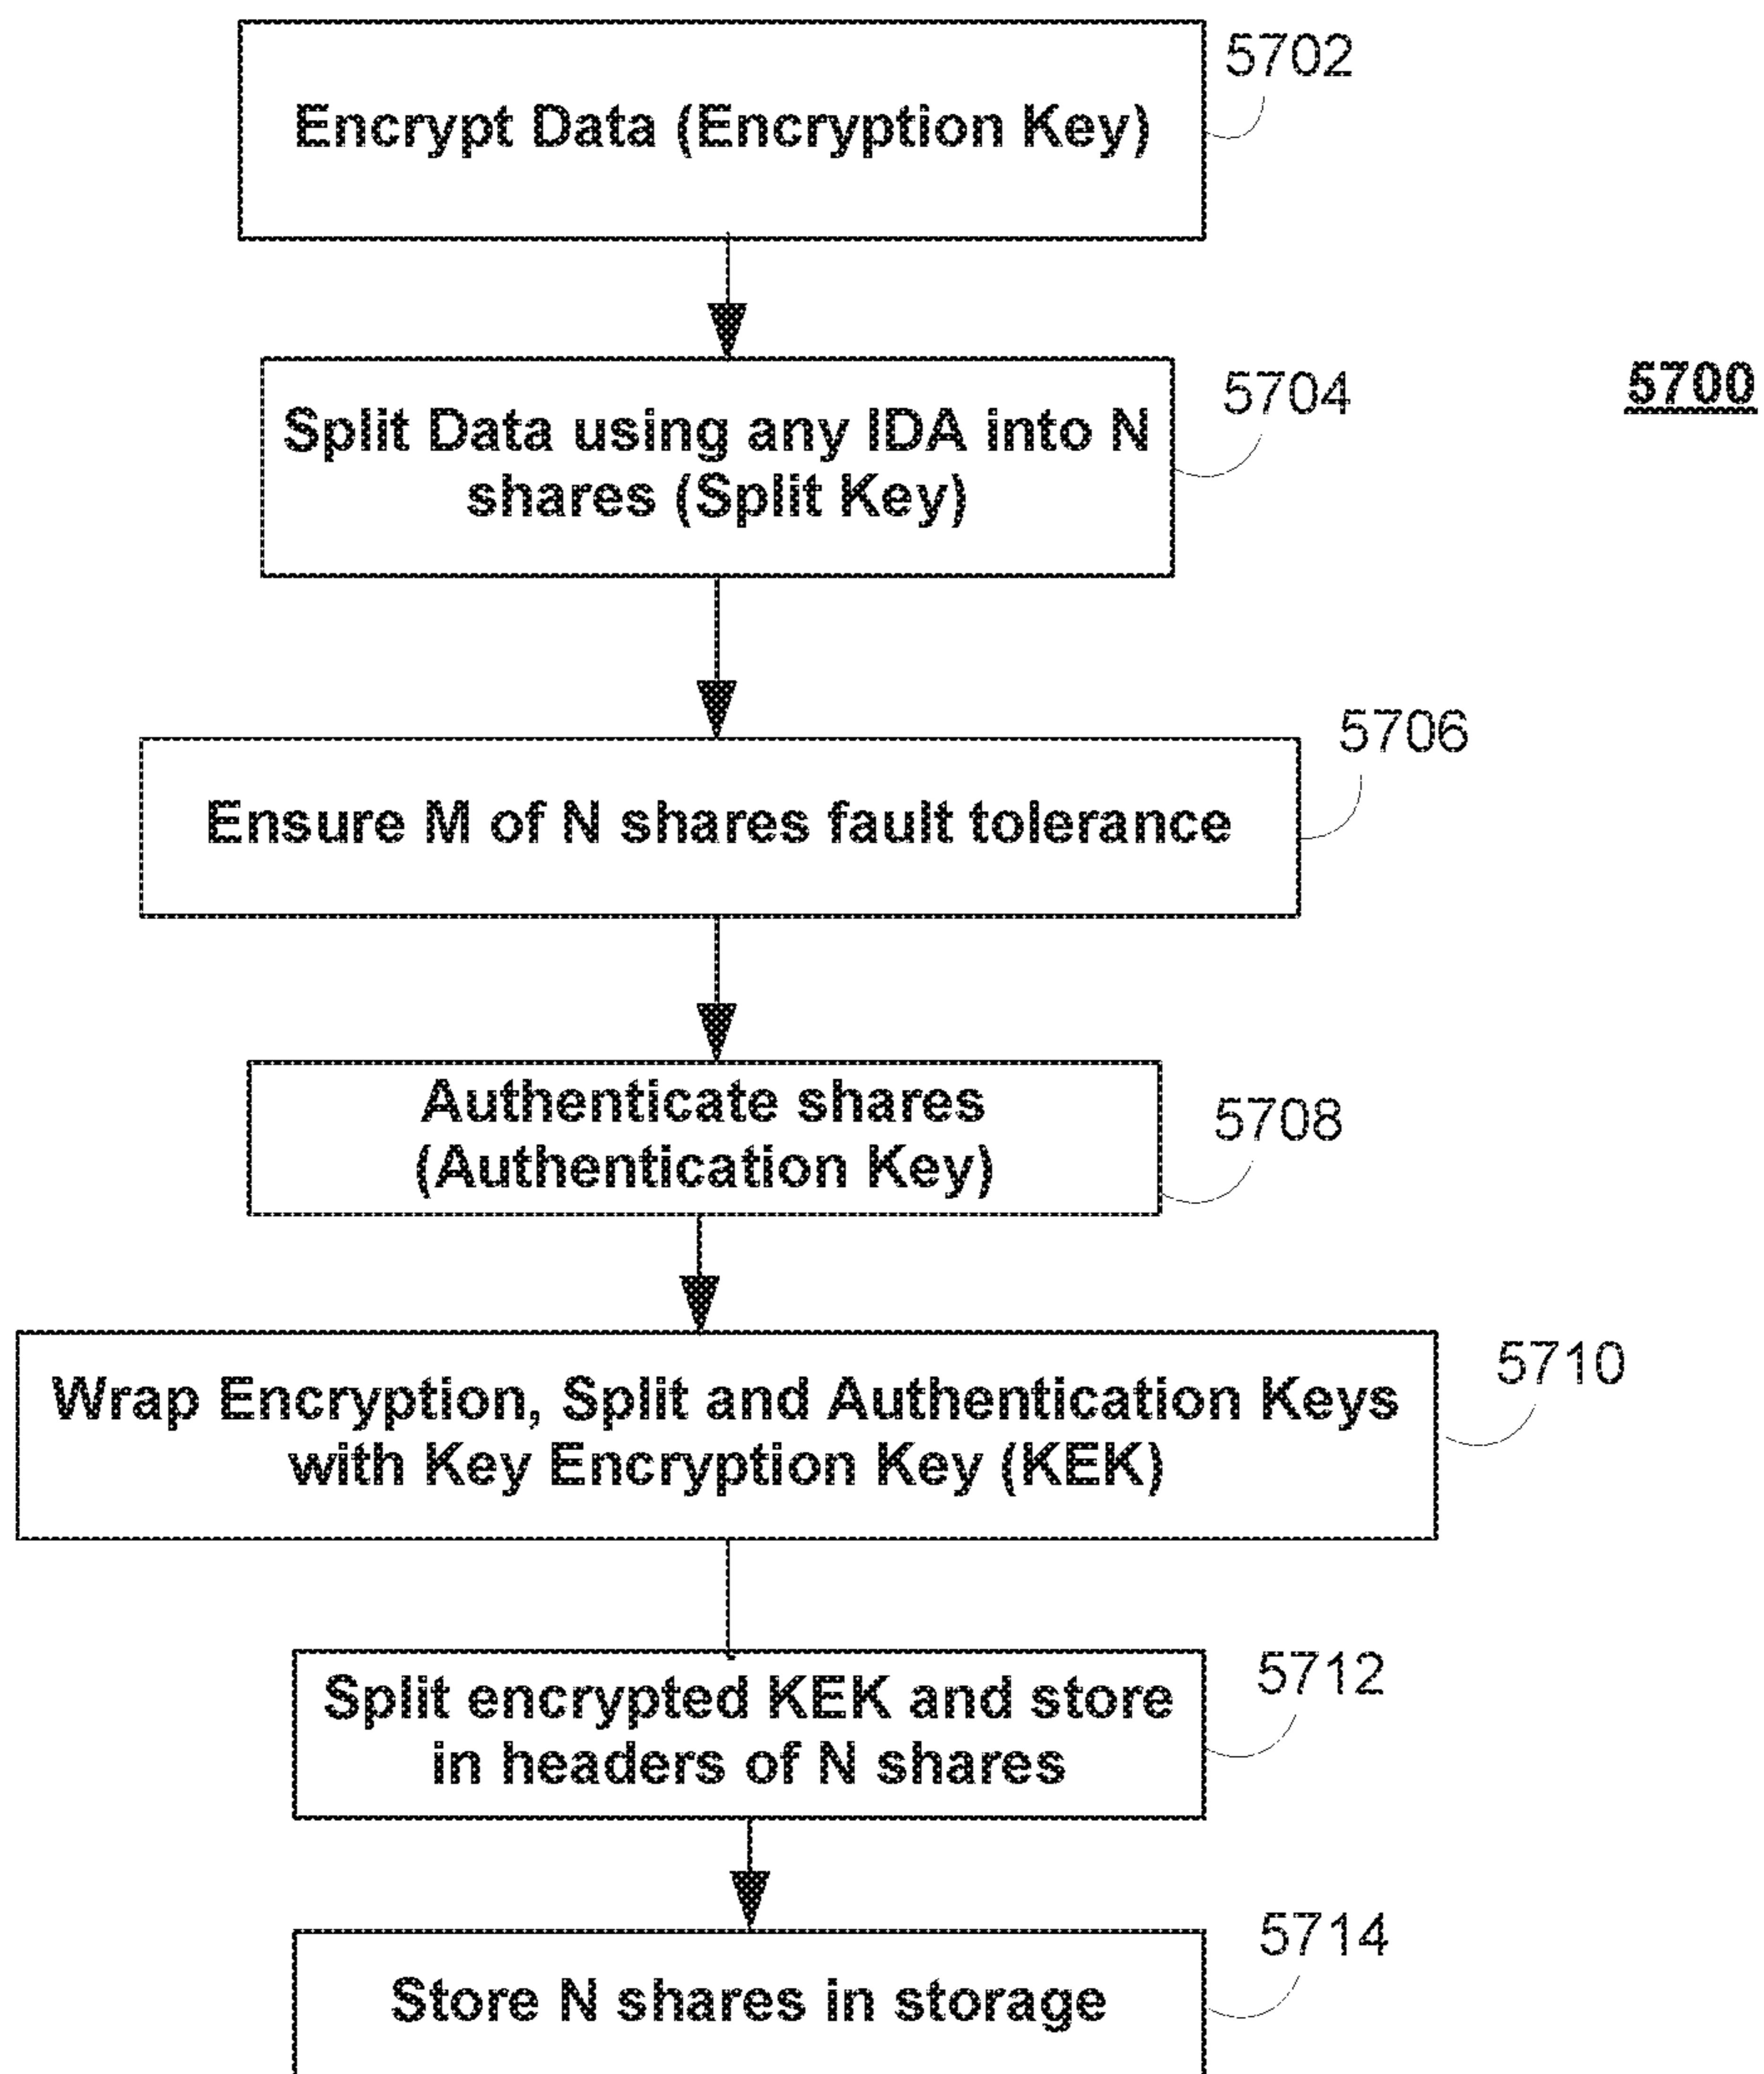 5702
Encrypt Data (Encryption Key)
5704
5700
Split Data using any IDA into N
shares (Split Key)
5706
Ensure M of N shares fault tolerance
Authenticate shares
5708
(Authentication Key)
5710
Wrap Encryption, Split and Authentication Keys
with Key Encryption Key (KEK)
5712
Split encrypted KEK and store
in headers of N shares
5714
Store N shares in storage